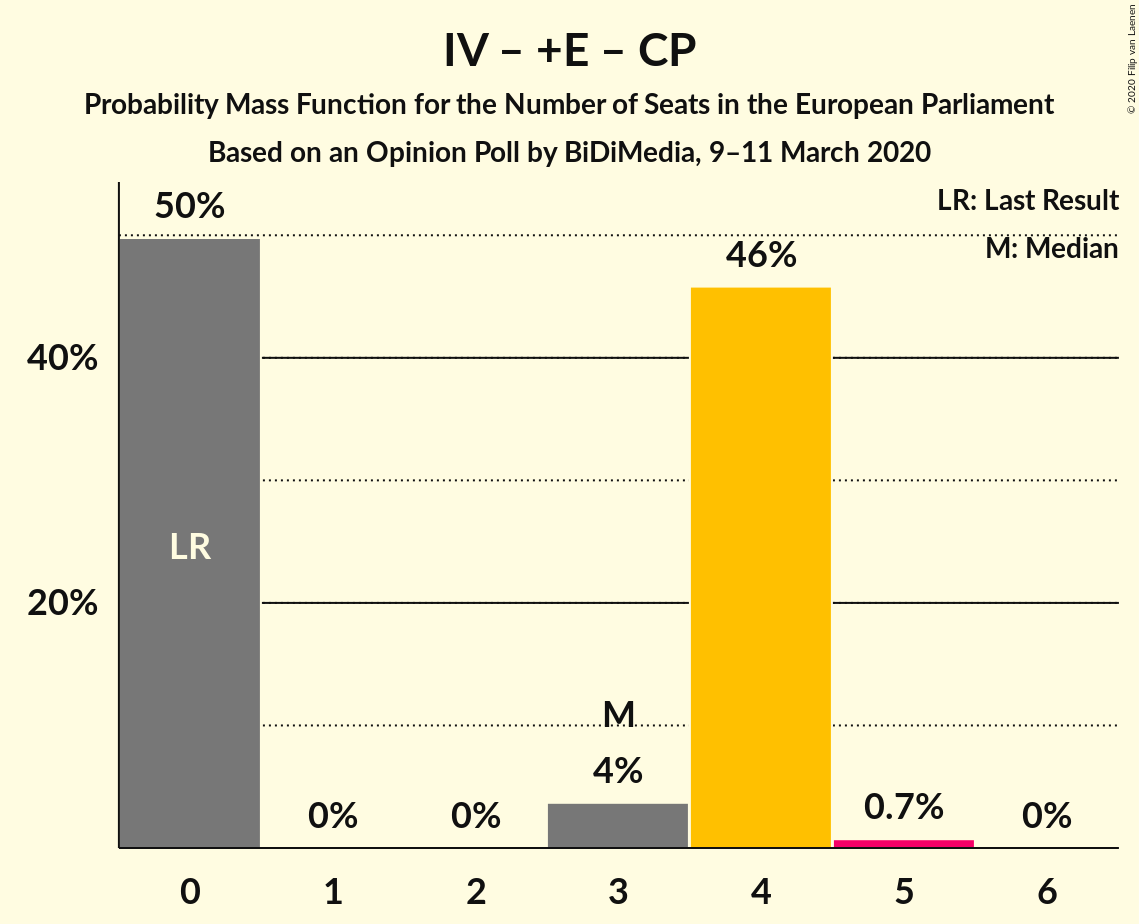 IV – +E – CP
Probability Mass Function for the Number of Seats in the European Parliament
Based on an Opinion Poll by BiDiMedia, 9–11 March 2020
© 2020 Filip van Laenen
LR: Last Result
M: Median
50%
46%
40%
LR
20%
M
4%
0%
0%
0.7%
0%
0
1
2
3
4
5
6